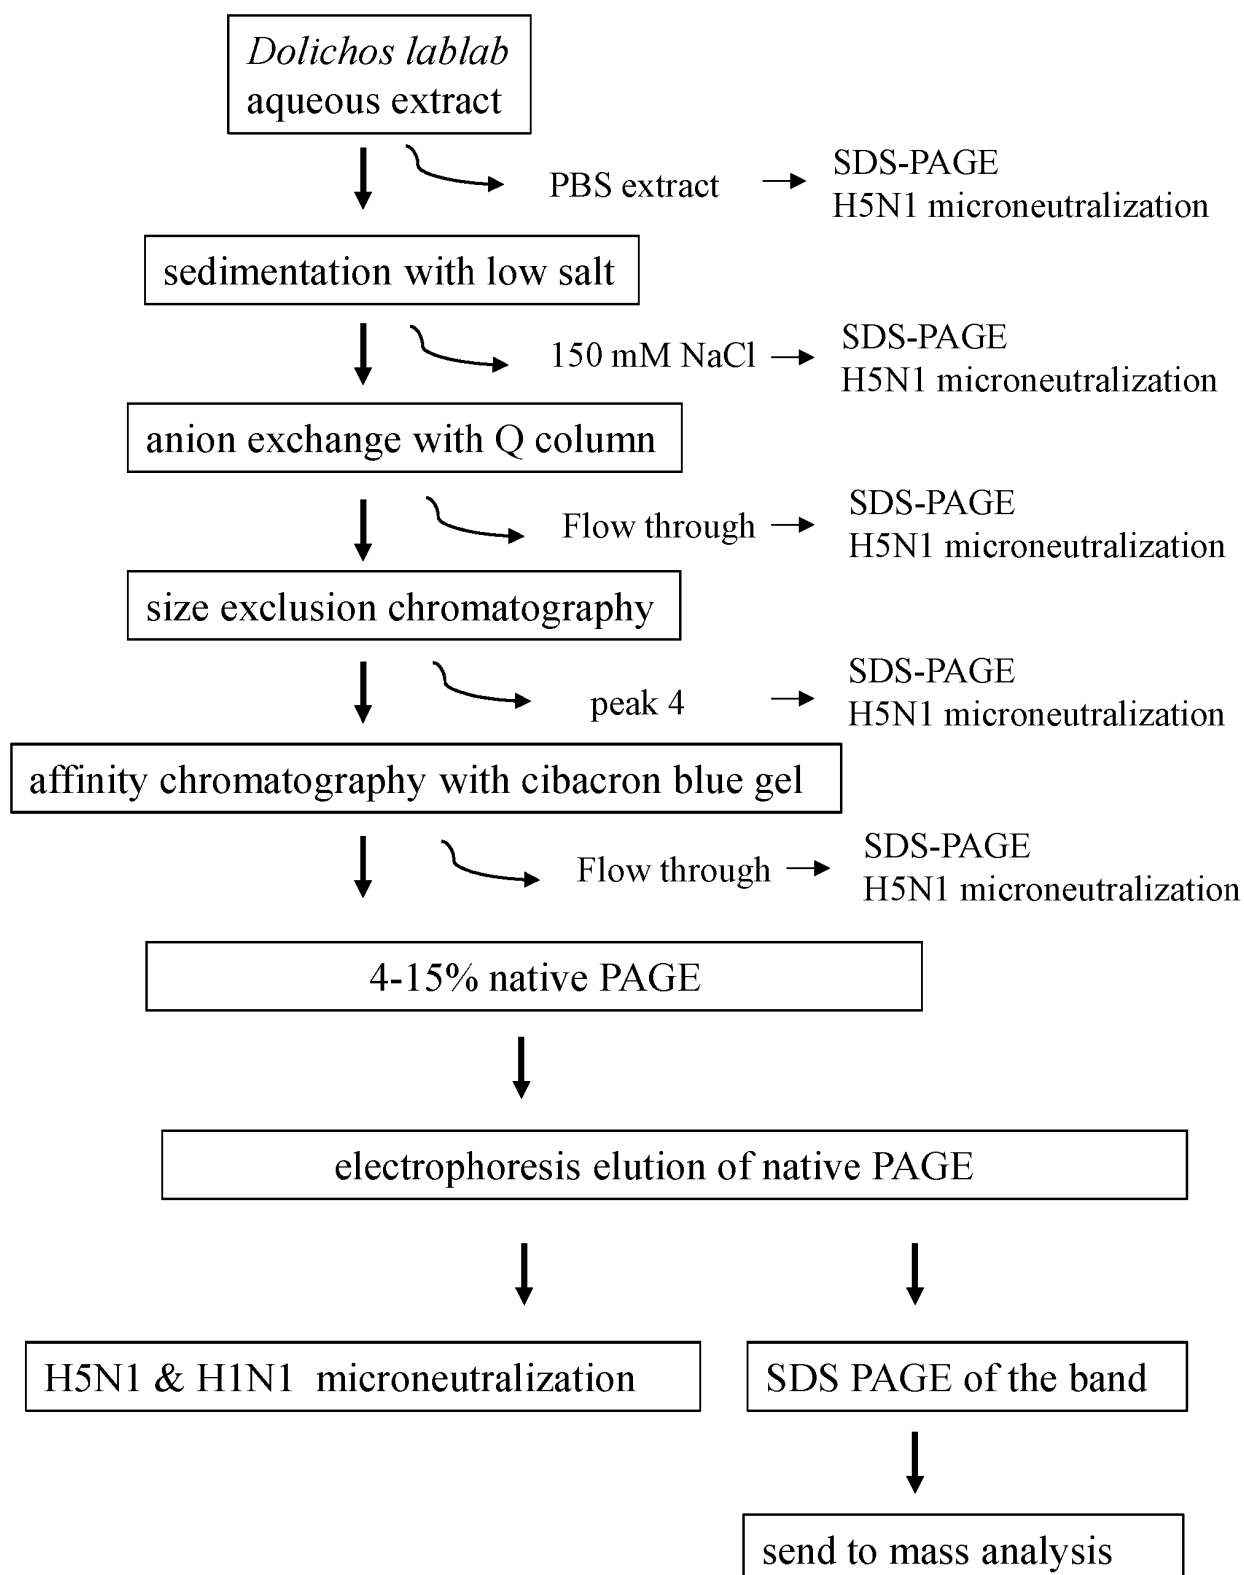 Dolichos lablab
aqueous extract
PBS extract
SDS-PAGE
H5N1 microneutralization
sedimentation with low salt
150 mM NaCl
SDS-PAGE
H5N1 microneutralization
anion exchange with Q column
Flow through
SDS-PAGE
H5N1 microneutralization
size exclusion chromatography
peak 4
SDS-PAGE
H5N1 microneutralization
affinity chromatography with cibacron blue gel
Flow through
SDS-PAGE
H5N1 microneutralization
4-15% native PAGE
electrophoresis elution of native PAGE
H5N1 & H1N1 microneutralization
SDS PAGE of the band
send to mass analysis